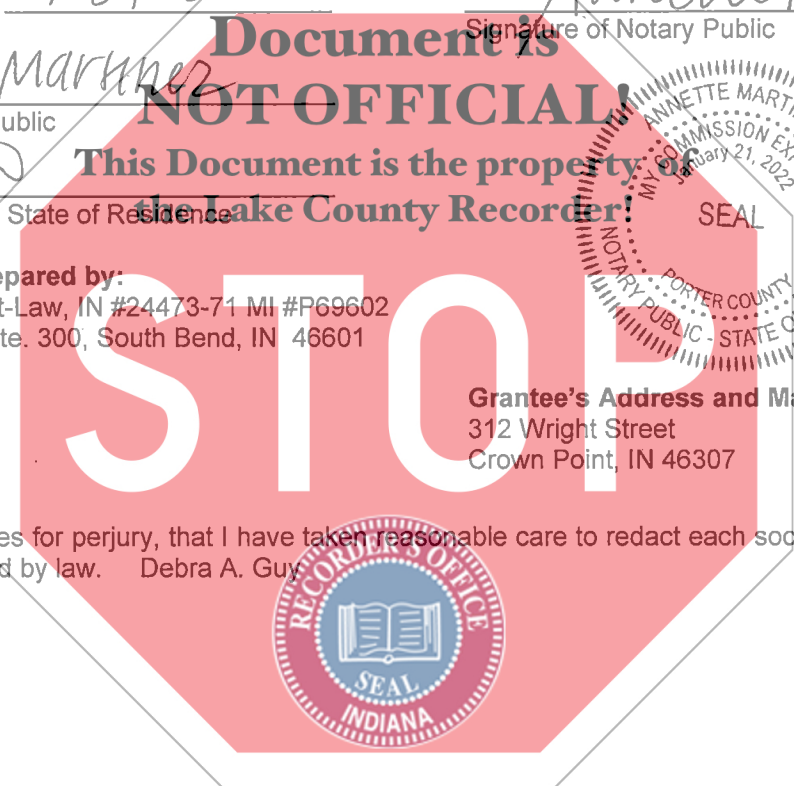 Document is
Signature of Notary Public
Martinez
NOT OFFICIAL!
ublic
This Document is the property of
the Lake County Recorder!
State of Residence
ANNETTE MARTI
MY COMMISSION EX
January 21, 2022
SEAL
PORTER COUNTY
NOTARY PUBLIC - STATE O
epared by:
t-Law, IN #24473-71 MI #P69602
te. 300, South Bend, IN 46601
STOP
Grantee's Address and Ma
312 Wright Street
Crown Point, IN 46307
es for perjury, that I have taken reasonable care to redact each soc
d by law. Debra A. Guy
RECORDER'S OFFICE
SEAL
INDIANA